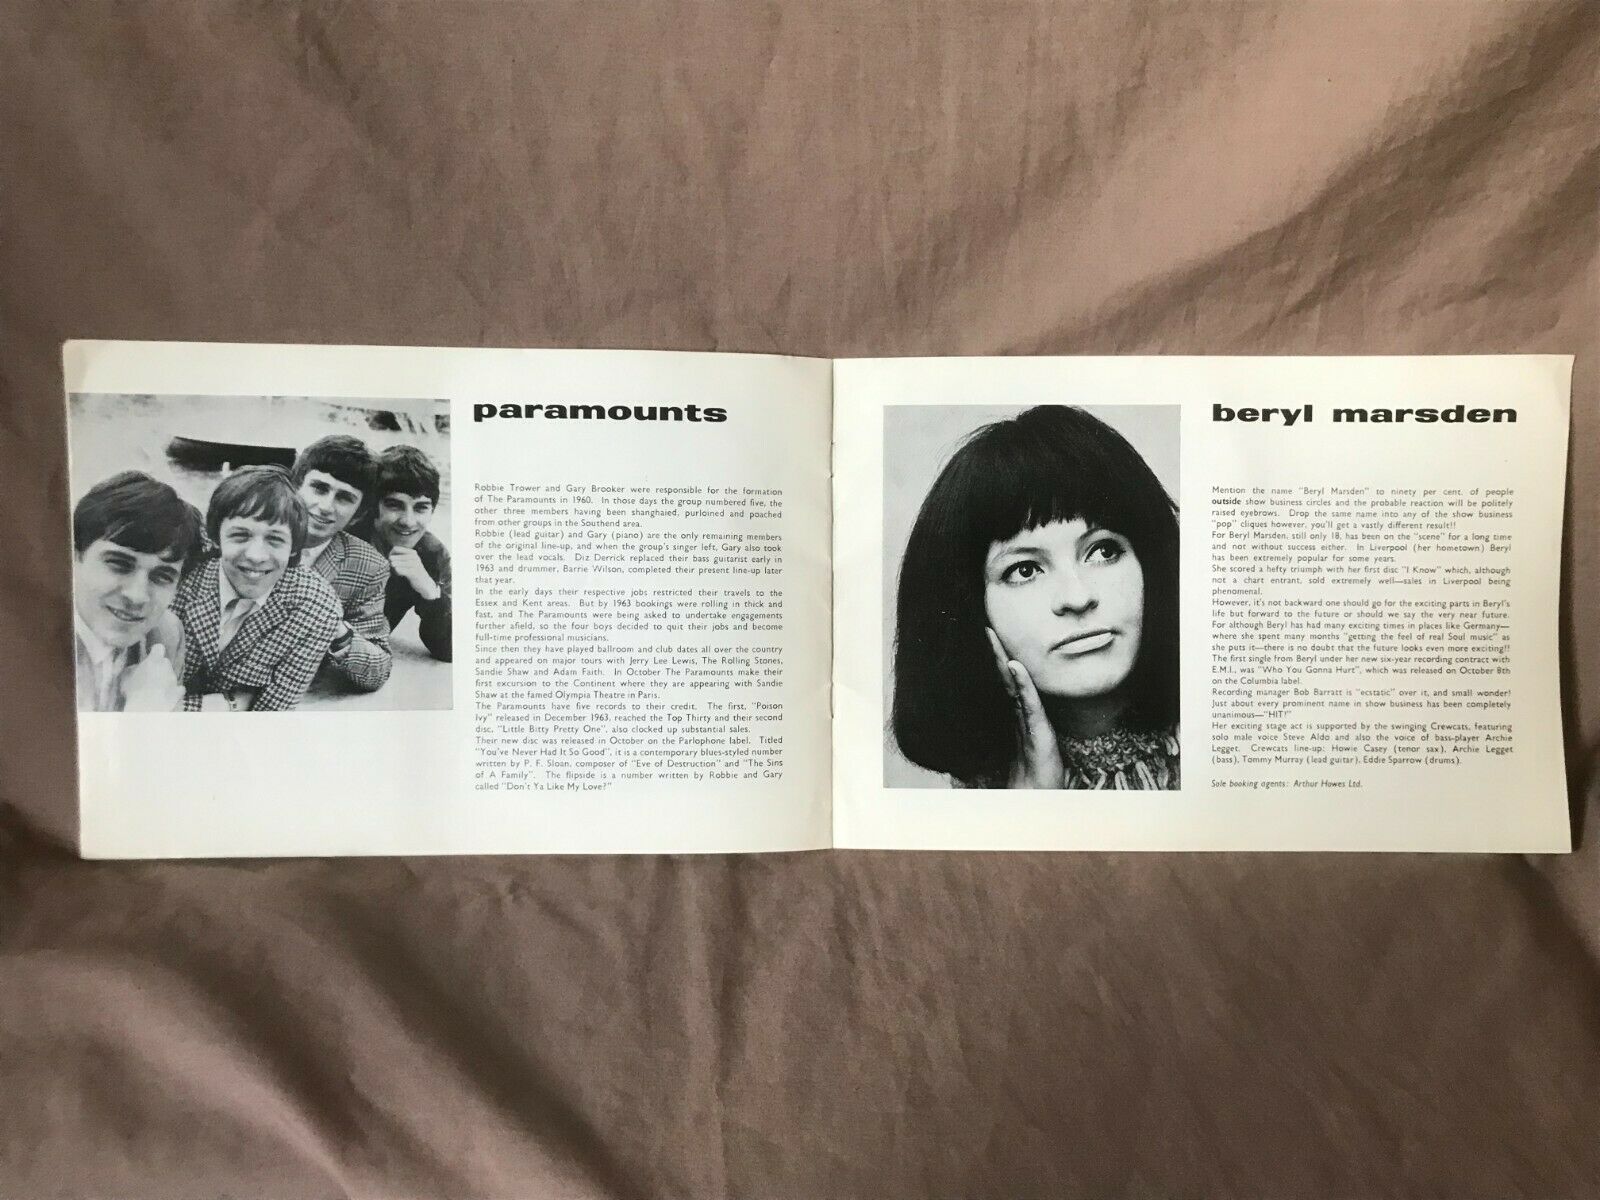 paramounts
Robbie Trower and Gary Brooker were responsible for the formation
of The Paramounts in 1960. In those days the group numbered five, the
other three members having been shanghaied, purloined and poached
from other groups in the Southend area.
Robbie (lead guitar) and Gary (piano) are the only remaining members
of the original line-up, and when the group's singer left, Gary also took
over the lead vocals. Diz Derrick replaced their bass guitarist early in
1963 and drummer, Barrie Wilson, completed their present line-up later
that year.
In the early days their respective jobs restricted their travels to the
Essex and Kent areas. But by 1963 bookings were rolling in thick and
fast, and The Paramounts were being asked to undertake engagements
further afield, so the four boys decided to quit their jobs and become
full-time professional musicians.
Since then they have played ballroom and club dates all over the country
and appeared on major tours with Jerry Lee Lewis, The Rolling Stones,
Sandie Shaw and Adam Faith. In October The Paramounts make their
first excursion to the Continent where they are appearing with Sandie
Shaw at the famed Olympia Theatre in Paris.
The Paramounts have five records to their credit. The first, "Poison
Ivy" released in December 1963, reached the Top Thirty and their second
disc, "Little Bitty Pretty One", also clocked up substantial sales.
Their new disc was released in October on the Parlophone label. Titled
"You've Never Had It So Good", it is a contemporary blues-styled number
written by P. F. Sloan, composer of "Eve of Destruction" and "The Sins
of A Family". The flipside is a number written by Robbie and Gary
called "Don't Ya Like My Love?"
beryl marsden
Mention the name "Beryl Marsden" to ninety per cent. of people
outside show business circles and the probable reaction will be politely
raised eyebrows. Drop the same name into any of the show business
"pop" cliques however, you'll get a vastly different result!!
For Beryl Marsden, still only 18, has been on the "scene" for a long time
and not without success either. In Liverpool (her hometown) Beryl
has been extremely popular for some years.
She scored a hefty triumph with her first disc "I Know" which, although
not a chart entrant, sold extremely well—sales in Liverpool being
phenomenal.
However, it's not backward one should go for the exciting parts in Beryl's
life but forward to the future or should we say the very near future.
For although Beryl has had many exciting times in places like Germany—
where she spent many months "getting the feel of real Soul music" as
she puts it—there is no doubt that the future looks even more exciting!!
The first single from Beryl under her new six-year recording contract with
E.M.I., was "Who You Gonna Hurt", which was released on October 8th
on the Columbia label.
Recording manager Bob Barratt is "ecstatic" over it, and small wonder!
Just about every prominent name in show business has been completely
unanimous—"HIT!"
Her exciting stage act is supported by the swinging Crewcats, featuring
solo male voice Steve Aldo and also the voice of bass-player Archie
Legget. Crewcats line-up: Howie Casey (tenor sax), Archie Legget
(bass), Tommy Murray (lead guitar), Eddie Sparrow (drums).
Sole booking agents: Arthur Howes Ltd.